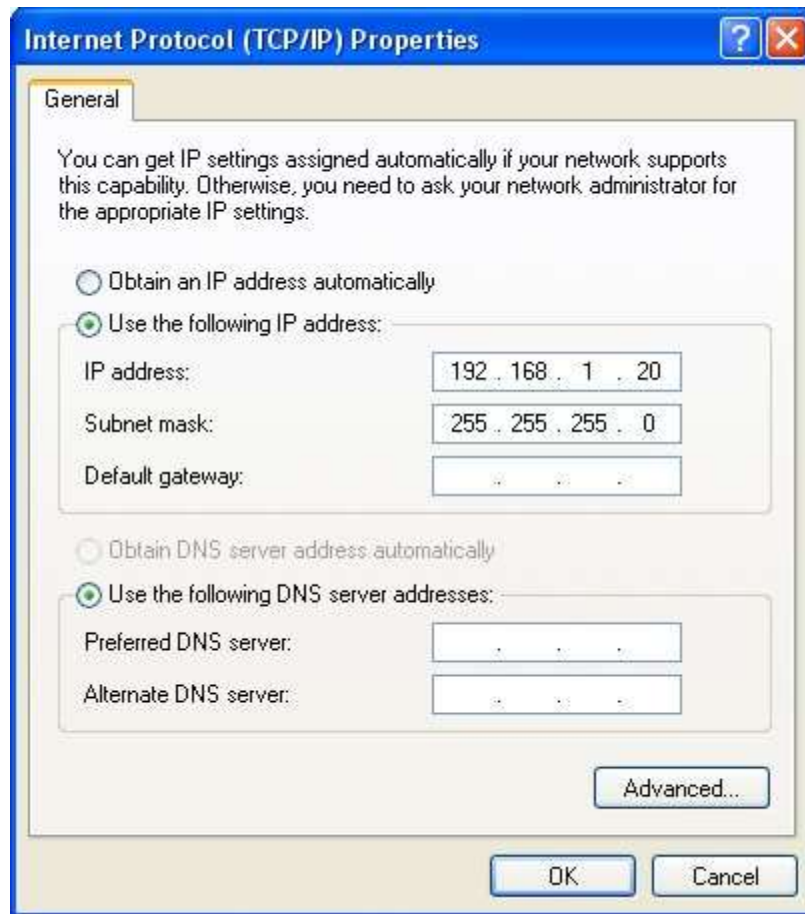 Internet Protocol (TCP/IP) Properties
General
You can get IP settings assigned automatically if your network supports
this capability. Otherwise, you need to ask your network administrator for
the appropriate IP settings.
Obtain an IP address automatically
Use the following IP address:
IP address: 192 . 168 . 1 . 20
Subnet mask: 255 . 255 . 255 . 0
Default gateway: . . .
Obtain DNS server address automatically
Use the following DNS server addresses:
Preferred DNS server: . . .
Alternate DNS server: . . .
Advanced...
OK Cancel